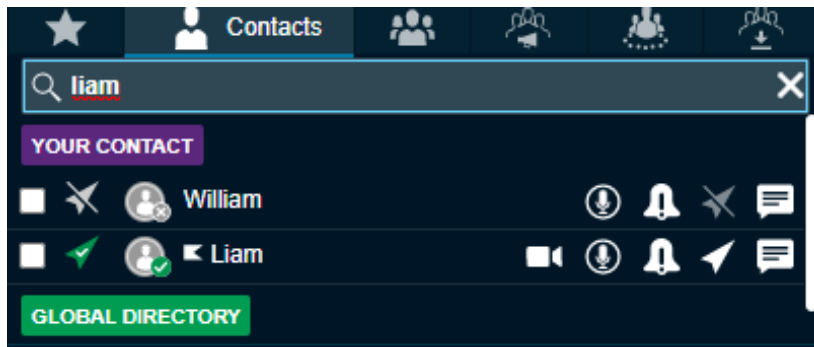 Contacts
liam
YOUR CONTACT
William
Liam
GLOBAL DIRECTORY